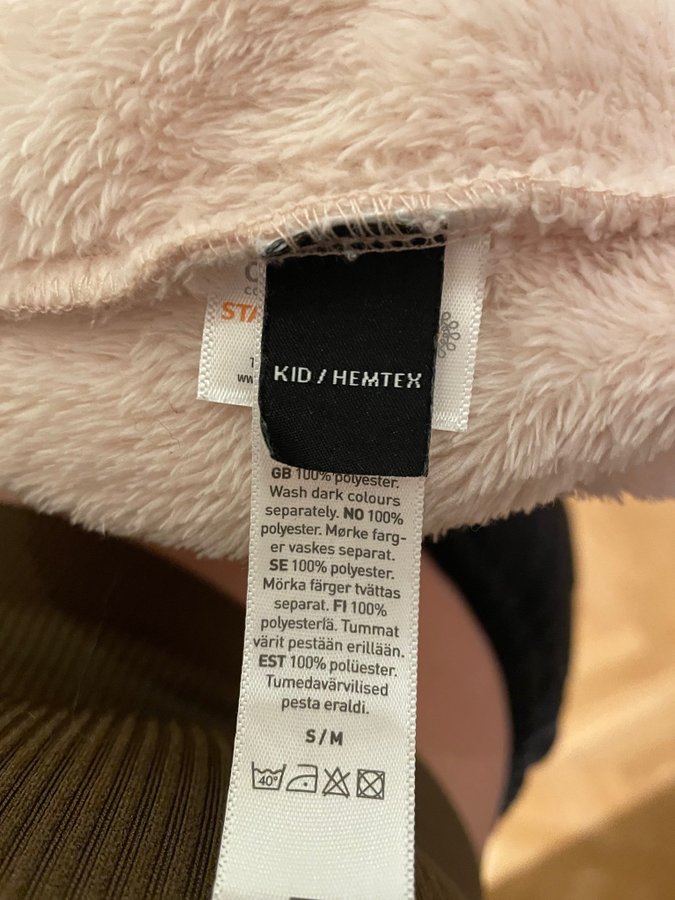 STA
KID / HEMTEX
GB 100% polyester.
Wash dark colours
separately. NO 100%
polyester. Mørke farg-
er vaskes separat.
SE 100% polyester.
Mörka färger tvättas
separat. FI 100%
polyesteriä. Tummat
värit pestään erillään.
EST 100% polüester.
Tumedavärvilised
pesta eraldi.
S / M
40°